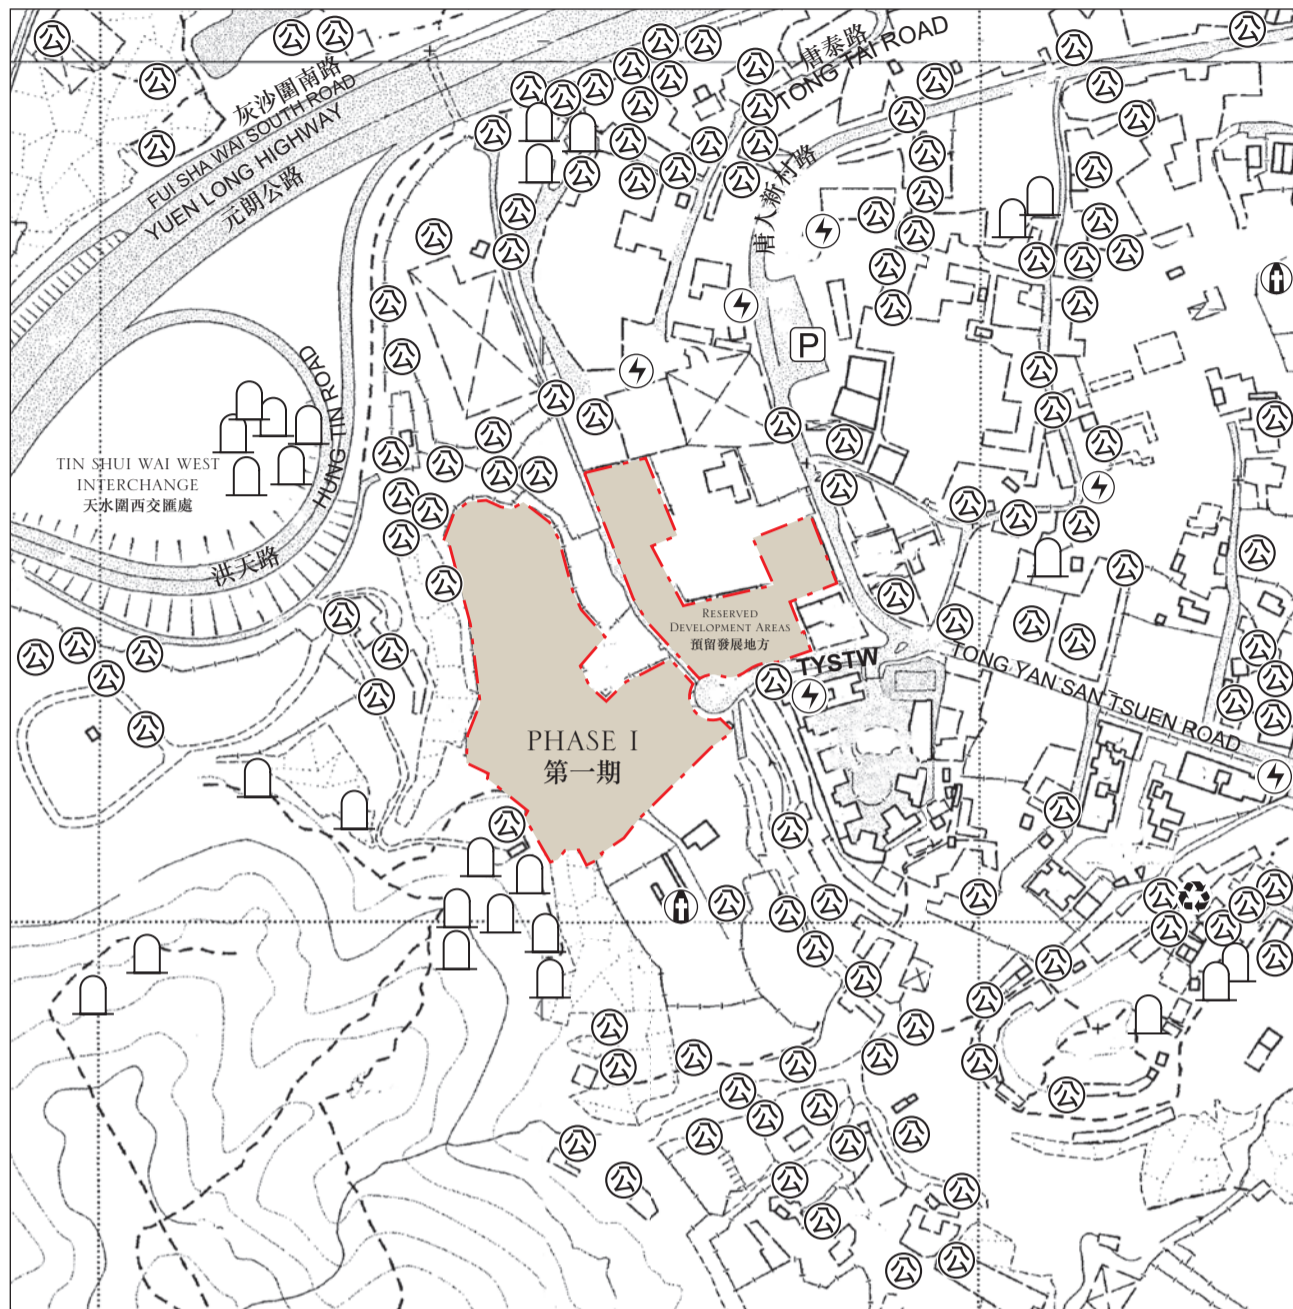 灰沙圍南路
FUI SHA WAI SOUTH ROAD
YUEN LONG HIGHWAY
元朗公路
唐泰路
TONG TAI ROAD
唐人新村路
P
HUNG TIN ROAD
TIN SHUI WAI WEST
INTERCHANGE
天水圍西交匯處
洪天路
RESERVED
DEVELOPMENT AREAS
預留發展地方
TYSTW
TONG YAN SAN TSUEN ROAD
PHASE I
第一期
公